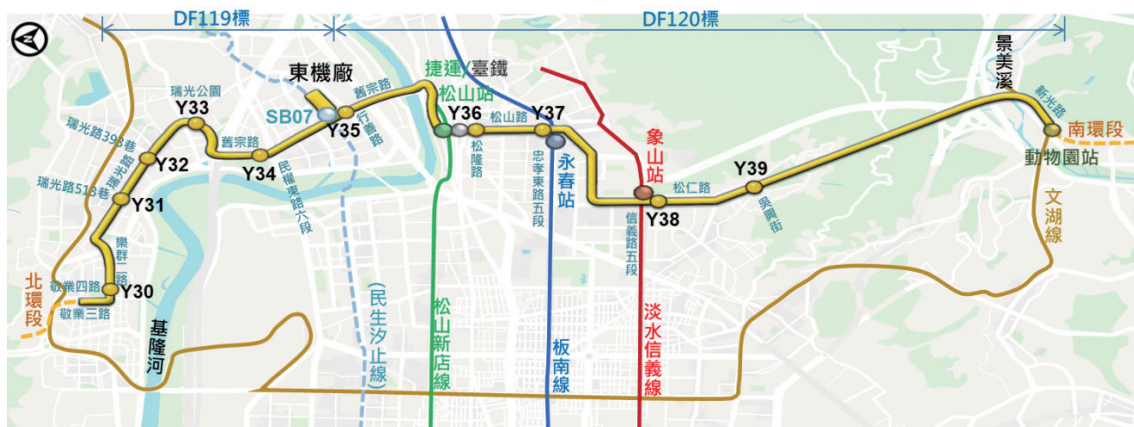 DF119標
DF120標
東機廠
捷運/臺鐵
松山站
景美溪
瑞光公園
Y33
舊宗路
SB07
Y35
行善路
Y36
松山路
Y37
新光路
南環段
動物園站
瑞光路393巷
Y32
瑞光路
舊宗路
Y34
民權東路六段
松隆路
忠孝東路五段
永春站
象山站
Y39
松仁路
吳興街
Y38
信義路五段
文湖線
瑞光路513巷
Y31
樂群二路
北環段
敬業四路
Y30
敬業三路
基隆河
(民生汐止線)
松山新店線
板南線
淡水信義線